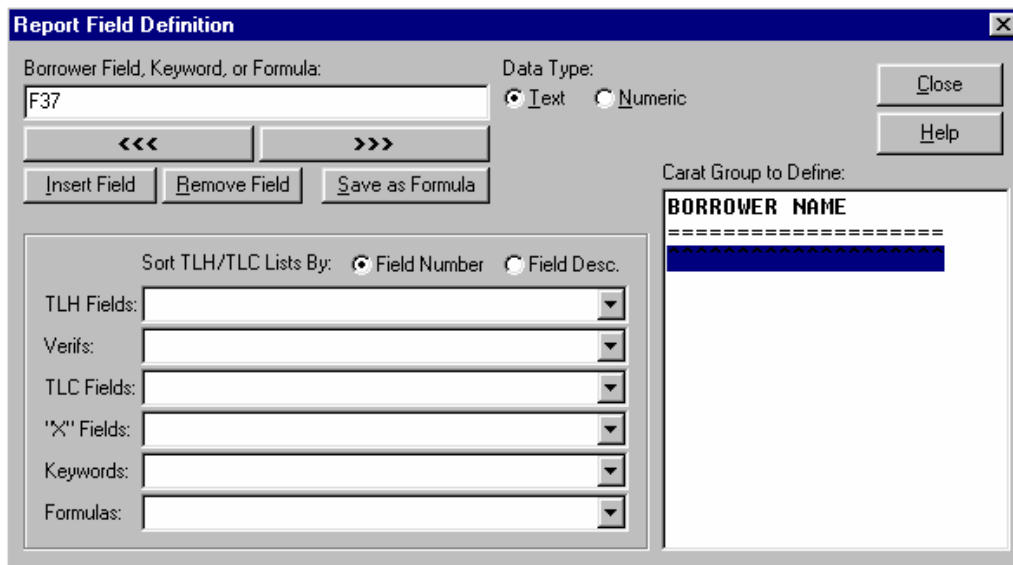 Report Field Definition
Borrower Field, Keyword, or Formula:
F37
<<<
>>>
Insert Field
Remove Field
Save as Formula
Data Type:
Text
Numeric
Close
Help
Carat Group to Define:
BORROWER NAME
====================
^^^^^^^^^^^^^^^^^^^^
Sort TLH/TLC Lists By:
Field Number
Field Desc.
TLH Fields:
Verifs:
TLC Fields:
"X" Fields:
Keywords:
Formulas: